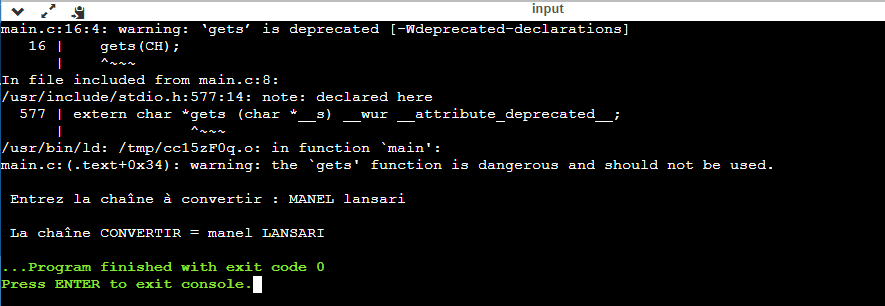 input
main.c:16:4: warning: ‘gets’ is deprecated [-Wdeprecated-declarations]
   16 |    gets(CH);
      |    ^~~~
In file included from main.c:8:
/usr/include/stdio.h:577:14: note: declared here
  577 | extern char *gets (char *__s) __wur __attribute_deprecated__;
      |              ^~~~
/usr/bin/ld: /tmp/cc15zF0q.o: in function `main':
main.c:(.text+0x34): warning: the `gets' function is dangerous and should not be used.
 Entrez la chaîne à convertir : MANEL lansari
 La chaîne CONVERTIR = manel LANSARI
...Program finished with exit code 0
Press ENTER to exit console.